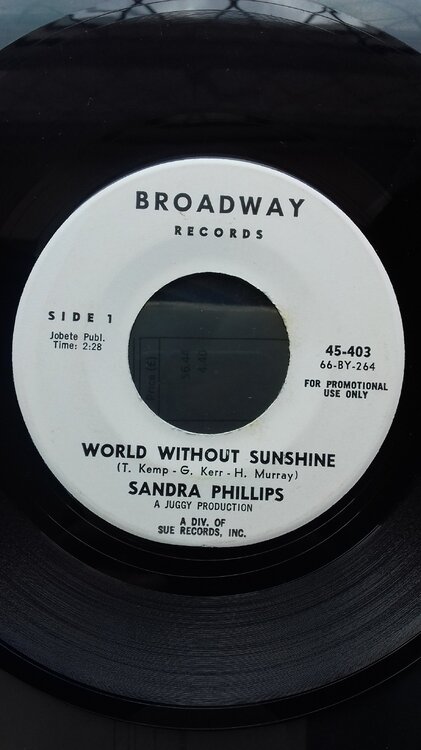 BROADWAY
RECORDS
SIDE 1
Jobete Publ.
Time: 2:28
45-403
66-BY-264
FOR PROMOTIONAL
USE ONLY
WORLD WITHOUT SUNSHINE
(T. Kemp - G. Kerr - H. Murray)
SANDRA PHILLIPS
A JUGGY PRODUCTION
A DIV. OF
SUE RECORDS, INC.